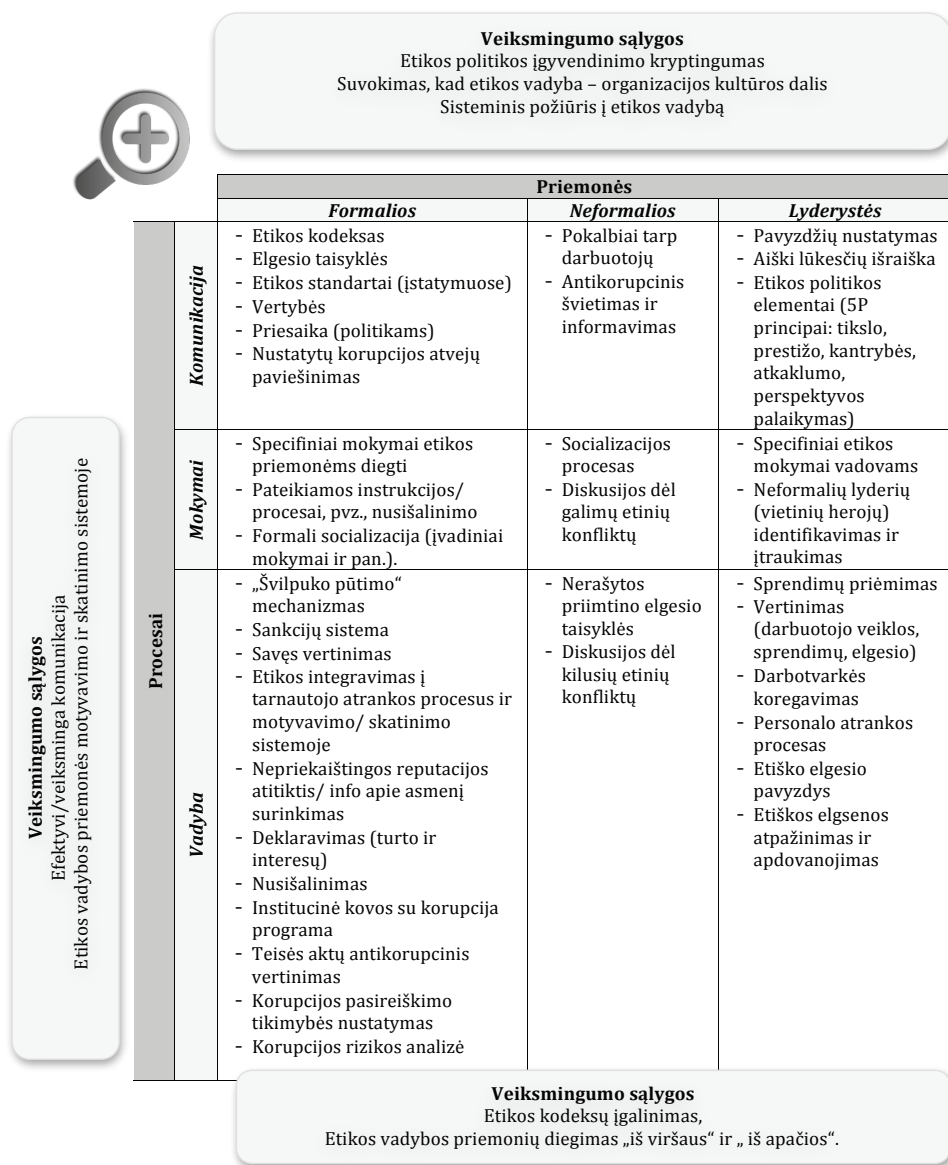 Veiksmingumo sąlygos
Etikos politikos įgyvendinimo kryptingumas
Suvokimas, kad etikos vadyba – organizacijos kultūros dalis
Sisteminis požiūris į etikos vadybą
Priemonės
Formalios
Neformalios
Lyderystės
Procesai
Komunikacija
- Etikos kodeksas
- Elgesio taisyklės
- Etikos standartai (įstatymuose)
- Vertybės
- Priesaika (politikams)
- Nustatytų korupcijos atvejų
paviešinimas
- Pokalbiai tarp
darbuotojų
- Antikorupcinis
švietimas ir
informavimas
- Pavyzdžių nustatymas
- Aiški lūkesčių išraiška
- Etikos politikos
elementai (5P
principai: tikslo,
prestižo, kantrybės,
atkaklumo,
perspektyvos
palaikymas)
Mokymai
- Specifiniai mokymai etikos
priemonėms diegti
- Pateikiamos instrukcijos/
procesai, pvz., nusišalinimo
- Formali socializacija (įvadiniai
mokymai ir pan.).
- Socializacijos
procesas
- Diskusijos dėl
galimų etinių
konfliktų
- Specifiniai etikos
mokymai vadovams
- Neformalių lyderių
(vietinių herojų)
identifikavimas ir
įtraukimas
Vadyba
- „Švilpuko pūtimo“
mechanizmas
- Sankcijų sistema
- Savęs vertinimas
- Etikos integravimas į
tarnautojo atrankos procesus ir
motyvavimo/ skatinimo
sistemoje
- Nepriekaištingos reputacijos
atitiktis/ info apie asmenį
surinkimas
- Deklaravimas (turto ir
interesų)
- Nusišalinimas
- Institucinė kovos su korupcija
programa
- Teisės aktų antikorupcinis
vertinimas
- Korupcijos pasireiškimo
tikimybės nustatymas
- Korupcijos rizikos analizė
- Nerašytos
priimtino elgesio
taisyklės
- Diskusijos dėl
kilusių etinių
konfliktų
- Sprendimų priėmimas
- Vertinimas
(darbuotojo veiklos,
sprendimų, elgesio)
- Darbotvarkės
koregavimas
- Personalo atrankos
procesas
- Etiško elgesio
pavyzdys
- Etiškos elgsenos
atpažinimas ir
apdovanojimas
Veiksmingumo sąlygos
Efektyvi/veiksminga komunikacija
Etikos vadybos priemonės motyvavimo ir skatinimo sistemoje
Veiksmingumo sąlygos
Etikos kodeksų įgalinimas,
Etikos vadybos priemonių diegimas „iš viršaus“ ir „ iš apačios“.